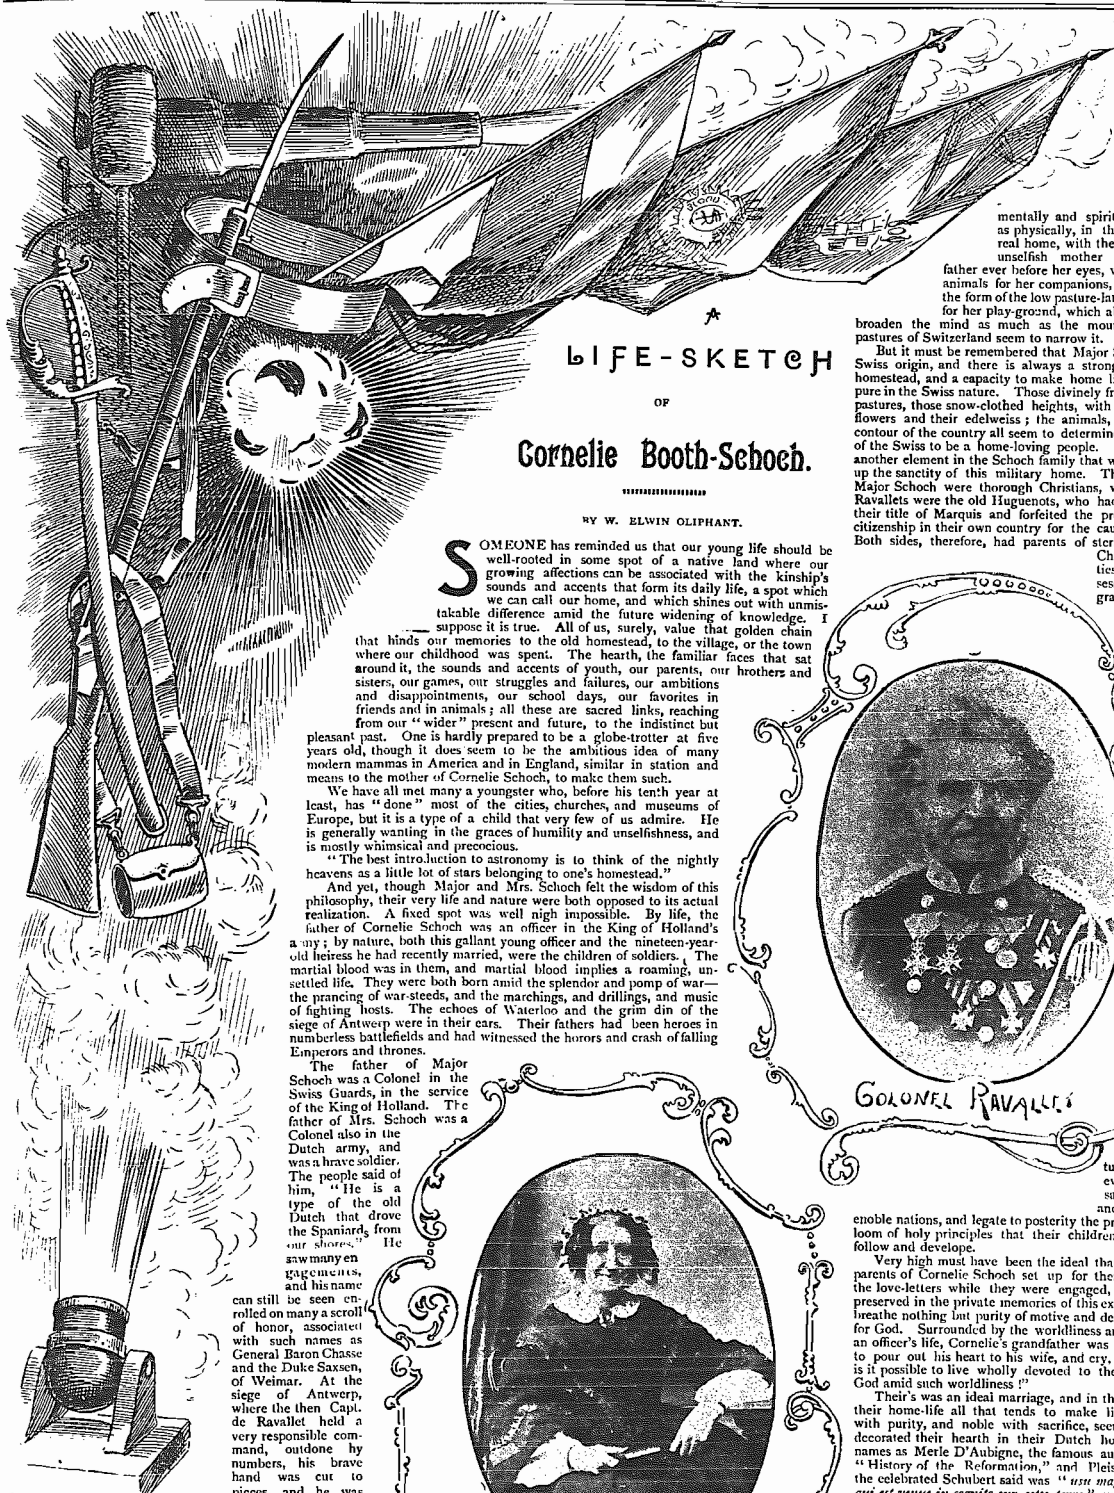 A
LIFE-SKETCH
OF
Cornelie Booth-Schoch.
BY W. ELWIN OLIPHANT.
SOMEONE has reminded us that our young life should be
well-rooted in some spot of a native land where our
growing affections can be associated with the kinship's
sounds and accents that form its daily life, a spot which
we can call our home, and which shines out with unmis-
takable difference amid the future widening of knowledge. I
suppose it is true. All of us, surely, value that golden chain
that binds our memories to the old homestead, to the village, or the town
where our childhood was spent. The hearth, the familiar faces that sat
around it, the sounds and accents of youth, our parents, our brothers and
sisters, our games, our struggles and failures, our ambitions
and disappointments, our school days, our favorites in
friends and in animals; all these are sacred links, reaching
from our "wider" present and future, to the indistinct but
pleasant past. One is hardly prepared to be a globe-trotter at five
years old, though it does seem to be the ambitious idea of many
modern mammas in America and in England, similar in station and
means to the mother of Cornelie Schoch, to make them such.
We have all met many a youngster who, before his tenth year at
least, has "done" most of the cities, churches, and museums of
Europe, but it is a type of a child that very few of us admire. He
is generally wanting in the graces of humility and unselfishness, and
is mostly whimsical and precocious.
"The best introduction to astronomy is to think of the nightly
heavens as a little lot of stars belonging to one's homestead."
And yet, though Major and Mrs. Schoch felt the wisdom of this
philosophy, their very life and nature were both opposed to its actual
realization. A fixed spot was well nigh impossible. By life, the
father of Cornelie Schoch was an officer in the King of Holland's
army; by nature, both this gallant young officer and the nineteen-year-
old heiress he had recently married, were the children of soldiers. The
martial blood was in them, and martial blood implies a roaming, un-
settled life. They were both born amid the splendor and pomp of war—
the prancing of war-steeds, and the marchings, and drillings, and music
of fighting hosts. The echoes of Waterloo and the grim din of the
siege of Antwerp were in their ears. Their fathers had been heroes in
numberless battlefields and had witnessed the horors and crash of falling
Emperors and thrones.
The father of Major
Schoch was a Colonel in the
Swiss Guards, in the service
of the King of Holland. The
father of Mrs. Schoch was a
Colonel also in the
Dutch army, and
was a brave soldier.
The people said of
him, "He is a
type of the old
Dutch that drove
the Spaniards from
our shores." He
saw many en
gagements,
and his name
can still be seen en-
rolled on many a scroll
of honor, associated
with such names as
General Baron Chasse
and the Duke Saxsen,
of Weimar. At the
siege of Antwerp,
where the then Capt.
de Ravallet held a
very responsible com-
mand, outdone by
numbers, his brave
hand was cut to
pieces, and he was
mentally and spirit
as physically, in th
real home, with the
unselfish mother
father ever before her eyes,
animals for her companions,
the form of the low pasture-la
for her play-ground, which a
broaden the mind as much as the mou
pastures of Switzerland seem to narrow it.
But it must be remembered that Major
Swiss origin, and there is always a strong
homestead, and a capacity to make home li
pure in the Swiss nature. Those divinely fr
pastures, those snow-clothed heights, with
flowers and their edelweiss; the animals,
contour of the country all seem to determin
of the Swiss to be a home-loving people.
another element in the Schoch family that w
up the sanctity of this military home. Th
Major Schoch were thorough Christians, v
Ravallets were the old Huguenots, who had
their title of Marquis and forfeited the pr
citizenship in their own country for the cau
Both sides, therefore, had parents of ster
Ch
ties
ses
gra
COLONEL RAVALLET
tu
ev
su
and
enoble nations, and legate to posterity the pr
loom of holy principles that their children
follow and develope.
Very high must have been the ideal tha
parents of Cornelie Schoch set up for the
the love-letters while they were engaged,
preserved in the private memories of this ex
breathe nothing but purity of motive and de
for God. Surrounded by the worldliness a
an officer's life, Cornelie's grandfather was
to pour out his heart to his wife, and cry,
is it possible to live wholly devoted to the
God amid such worldliness!"
Their's was an ideal marriage, and in th
their home-life all that tends to make li
with purity, and noble with sacrifice, see
decorated their hearth in their Dutch ho
names as Merle D'Aubigne, the famous au
"History of the Reformation," and Pleis
the celebrated Schubert said was "usu ma